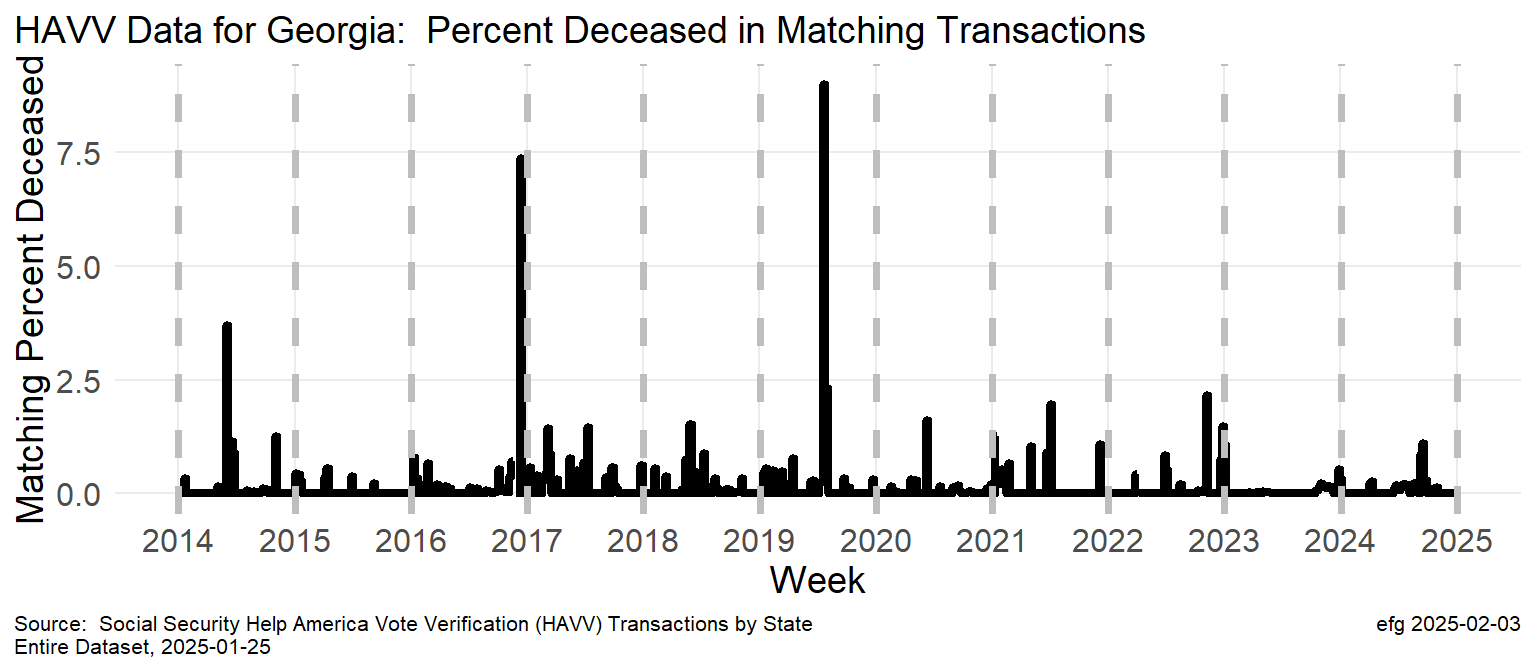 HAVV Data for Georgia:  Percent Deceased in Matching Transactions
Matching Percent Deceased
7.5
5.0
2.5
0.0
2014 2015 2016 2017 2018 2019 2020 2021 2022 2023 2024 2025
Week
Source:  Social Security Help America Vote Verification (HAVV) Transactions by State
Entire Dataset, 2025-01-25
efg 2025-02-03